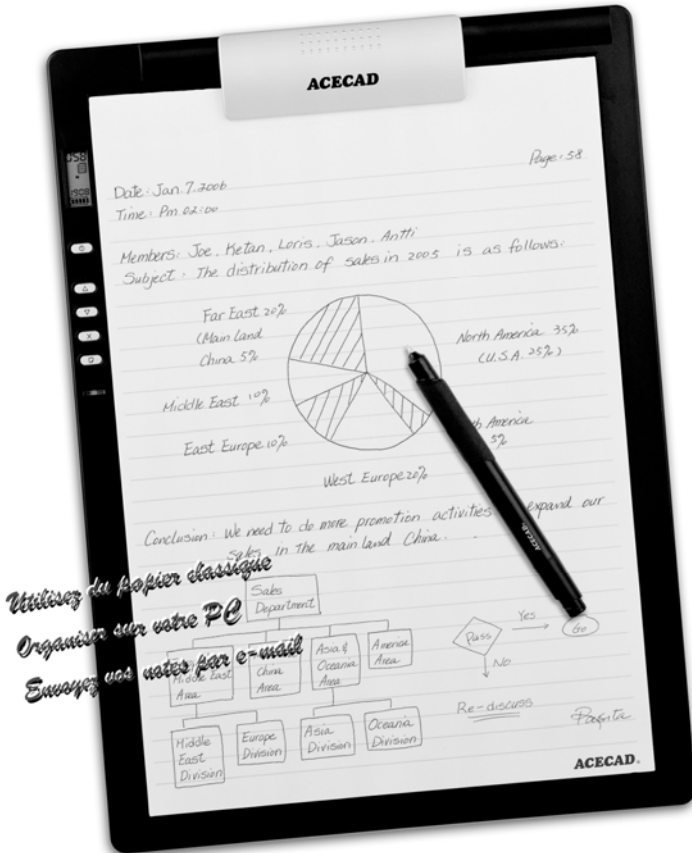 ACECAD
058
1908
Page: 58
Date: Jan. 7. 2006
Time: Pm 02:00
Members: Joe, Ketan, Loris, Jason, Antti
Subject: The distribution of sales in 2005 is as follows:
Far East 20%
(Main land
China 5%
North America 35%
(U.S.A. 25%)
Middle East 10%
East Europe 10%
America
5%
West Europe 20%
Conclusion: We need to do more promotion activities expand our
sales in the main land China.
Utilisez du papier classique
Organiser sur votre PC
Envoyez vos notes par e-mail
Sales
Department
Middle East
Area
China
Area
Asia &
Oceania
Area
America
Area
Middle
East
Division
Europe
Division
Asia
Division
Oceania
Division
Pass
Yes
Go
No
Re-discuss
ACECAD
ACECAD